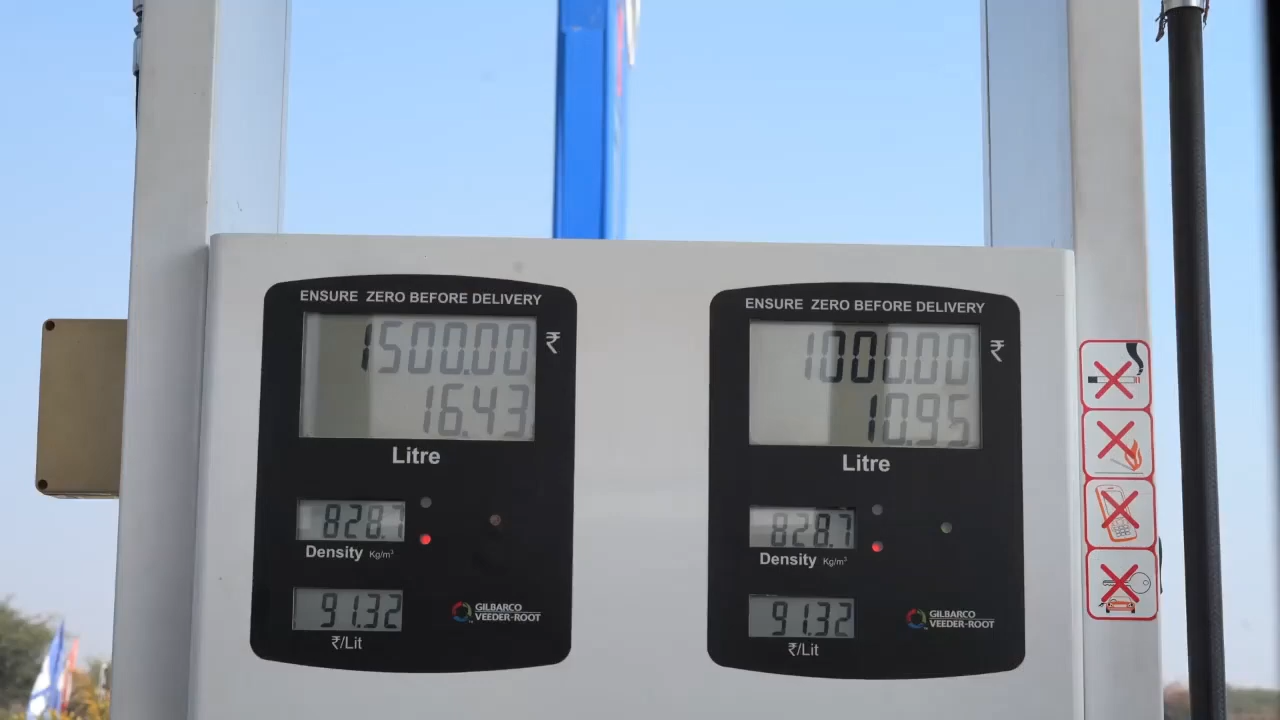 ENSURE ZERO BEFORE DELIVERY
1500.00 ₹
16.43
Litre
828.7
Density Kg/m³
91.32
₹/Lit
GILBARCO
VEEDER-ROOT
ENSURE ZERO BEFORE DELIVERY
1000.00 ₹
10.95
Litre
828.7
Density Kg/m³
91.32
₹/Lit
GILBARCO
VEEDER-ROOT